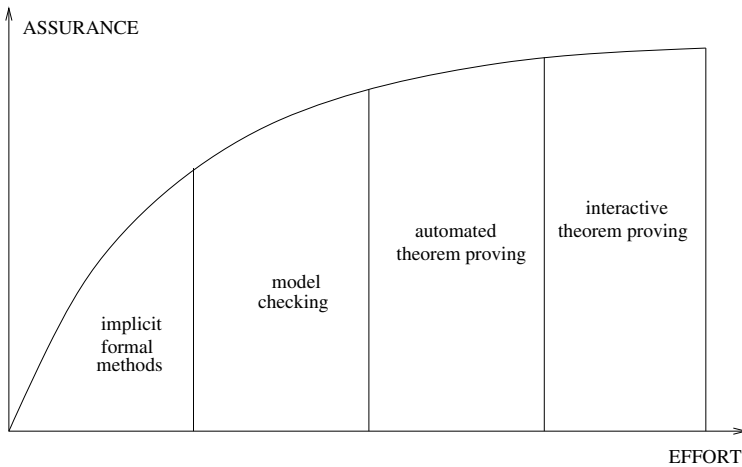 ASSURANCE
implicit
formal
methods
model
checking
automated
theorem proving
interactive
theorem proving
EFFORT